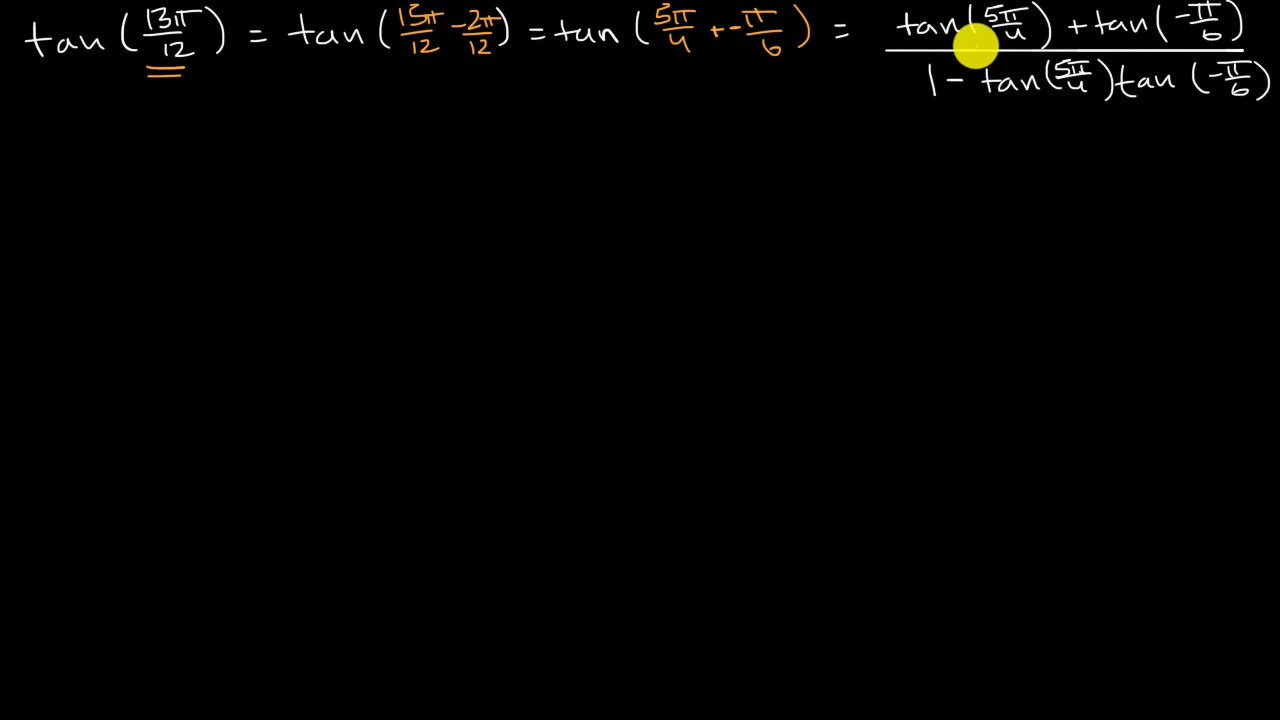 tan(13π/12) = tan(15π/12 - 2π/12) = tan(5π/4 + -π/6) = (tan(5π/4) + tan(-π/6)) / (1 - tan(5π/4)tan(-π/6))